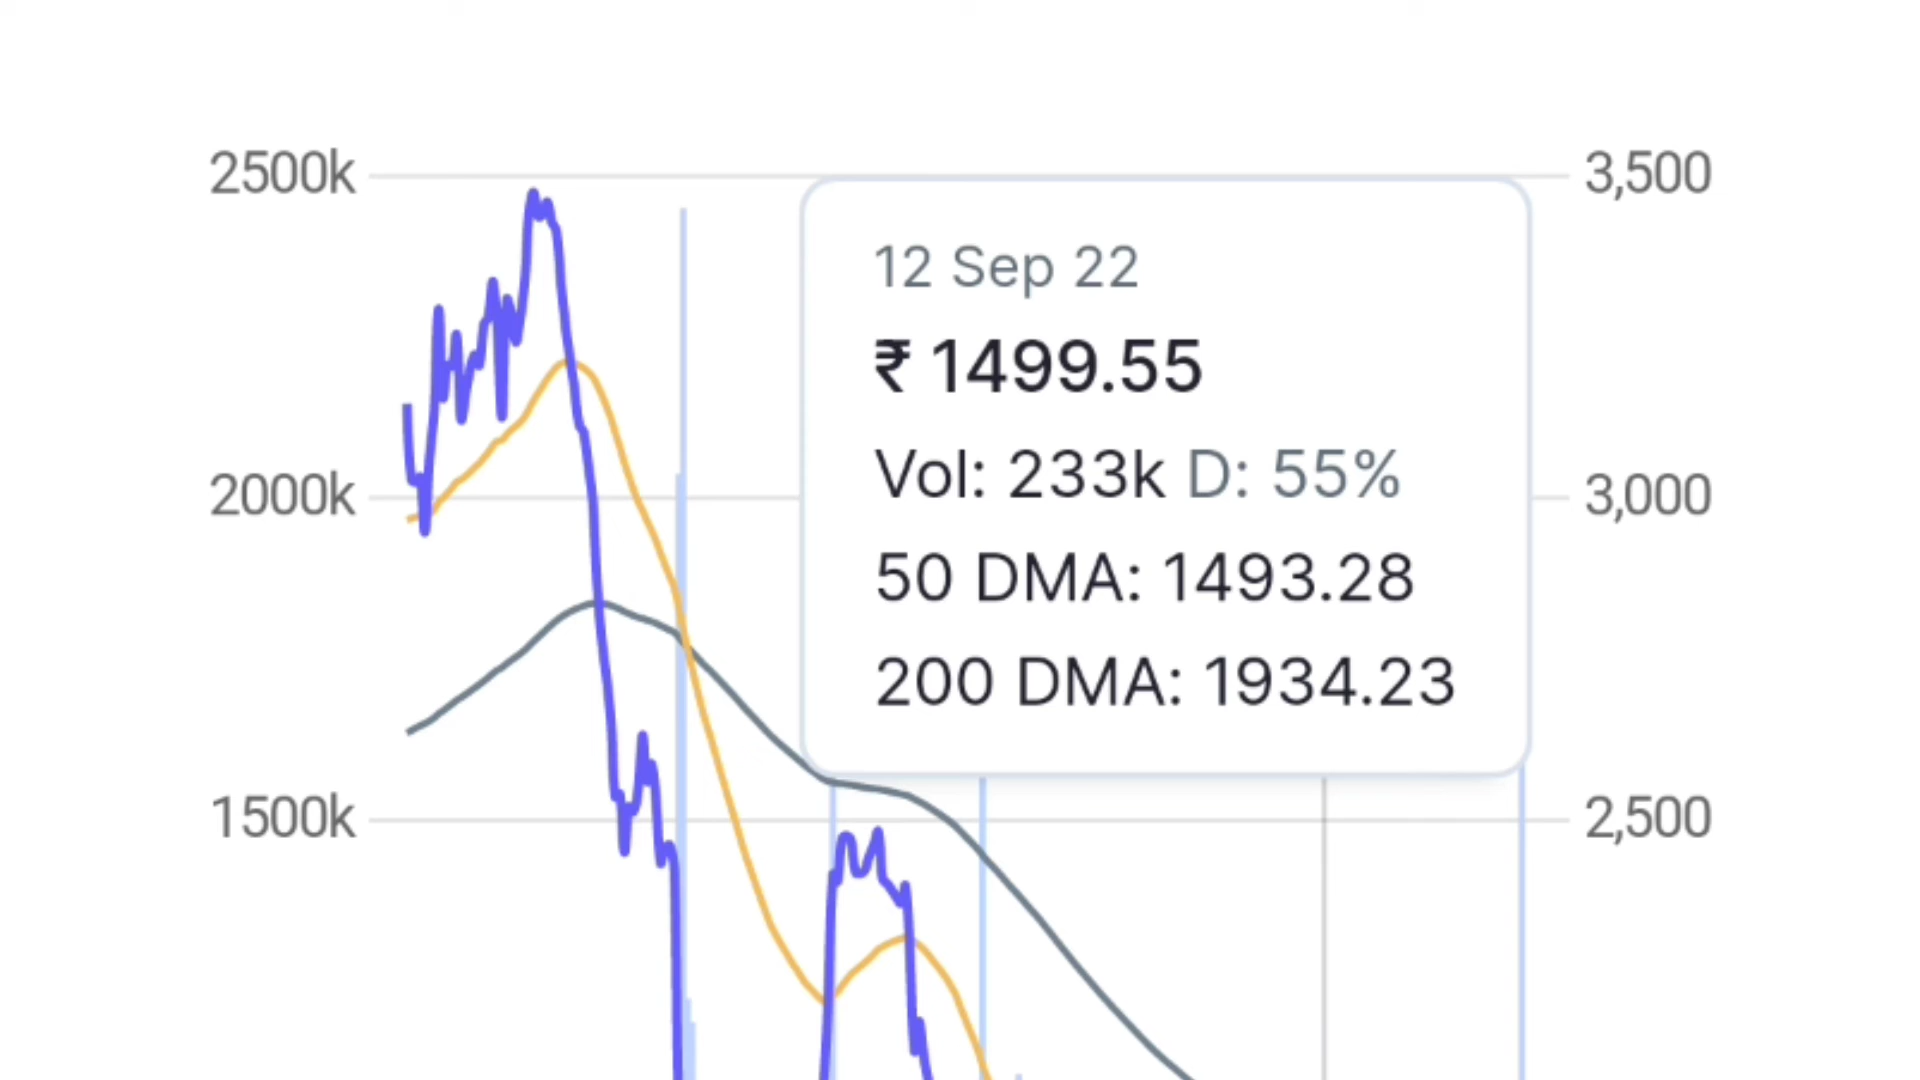 2500k
3,500
12 Sep 22
₹ 1499.55
Vol: 233k D: 55%
2000k
3,000
50 DMA: 1493.28
200 DMA: 1934.23
1500k
2,500